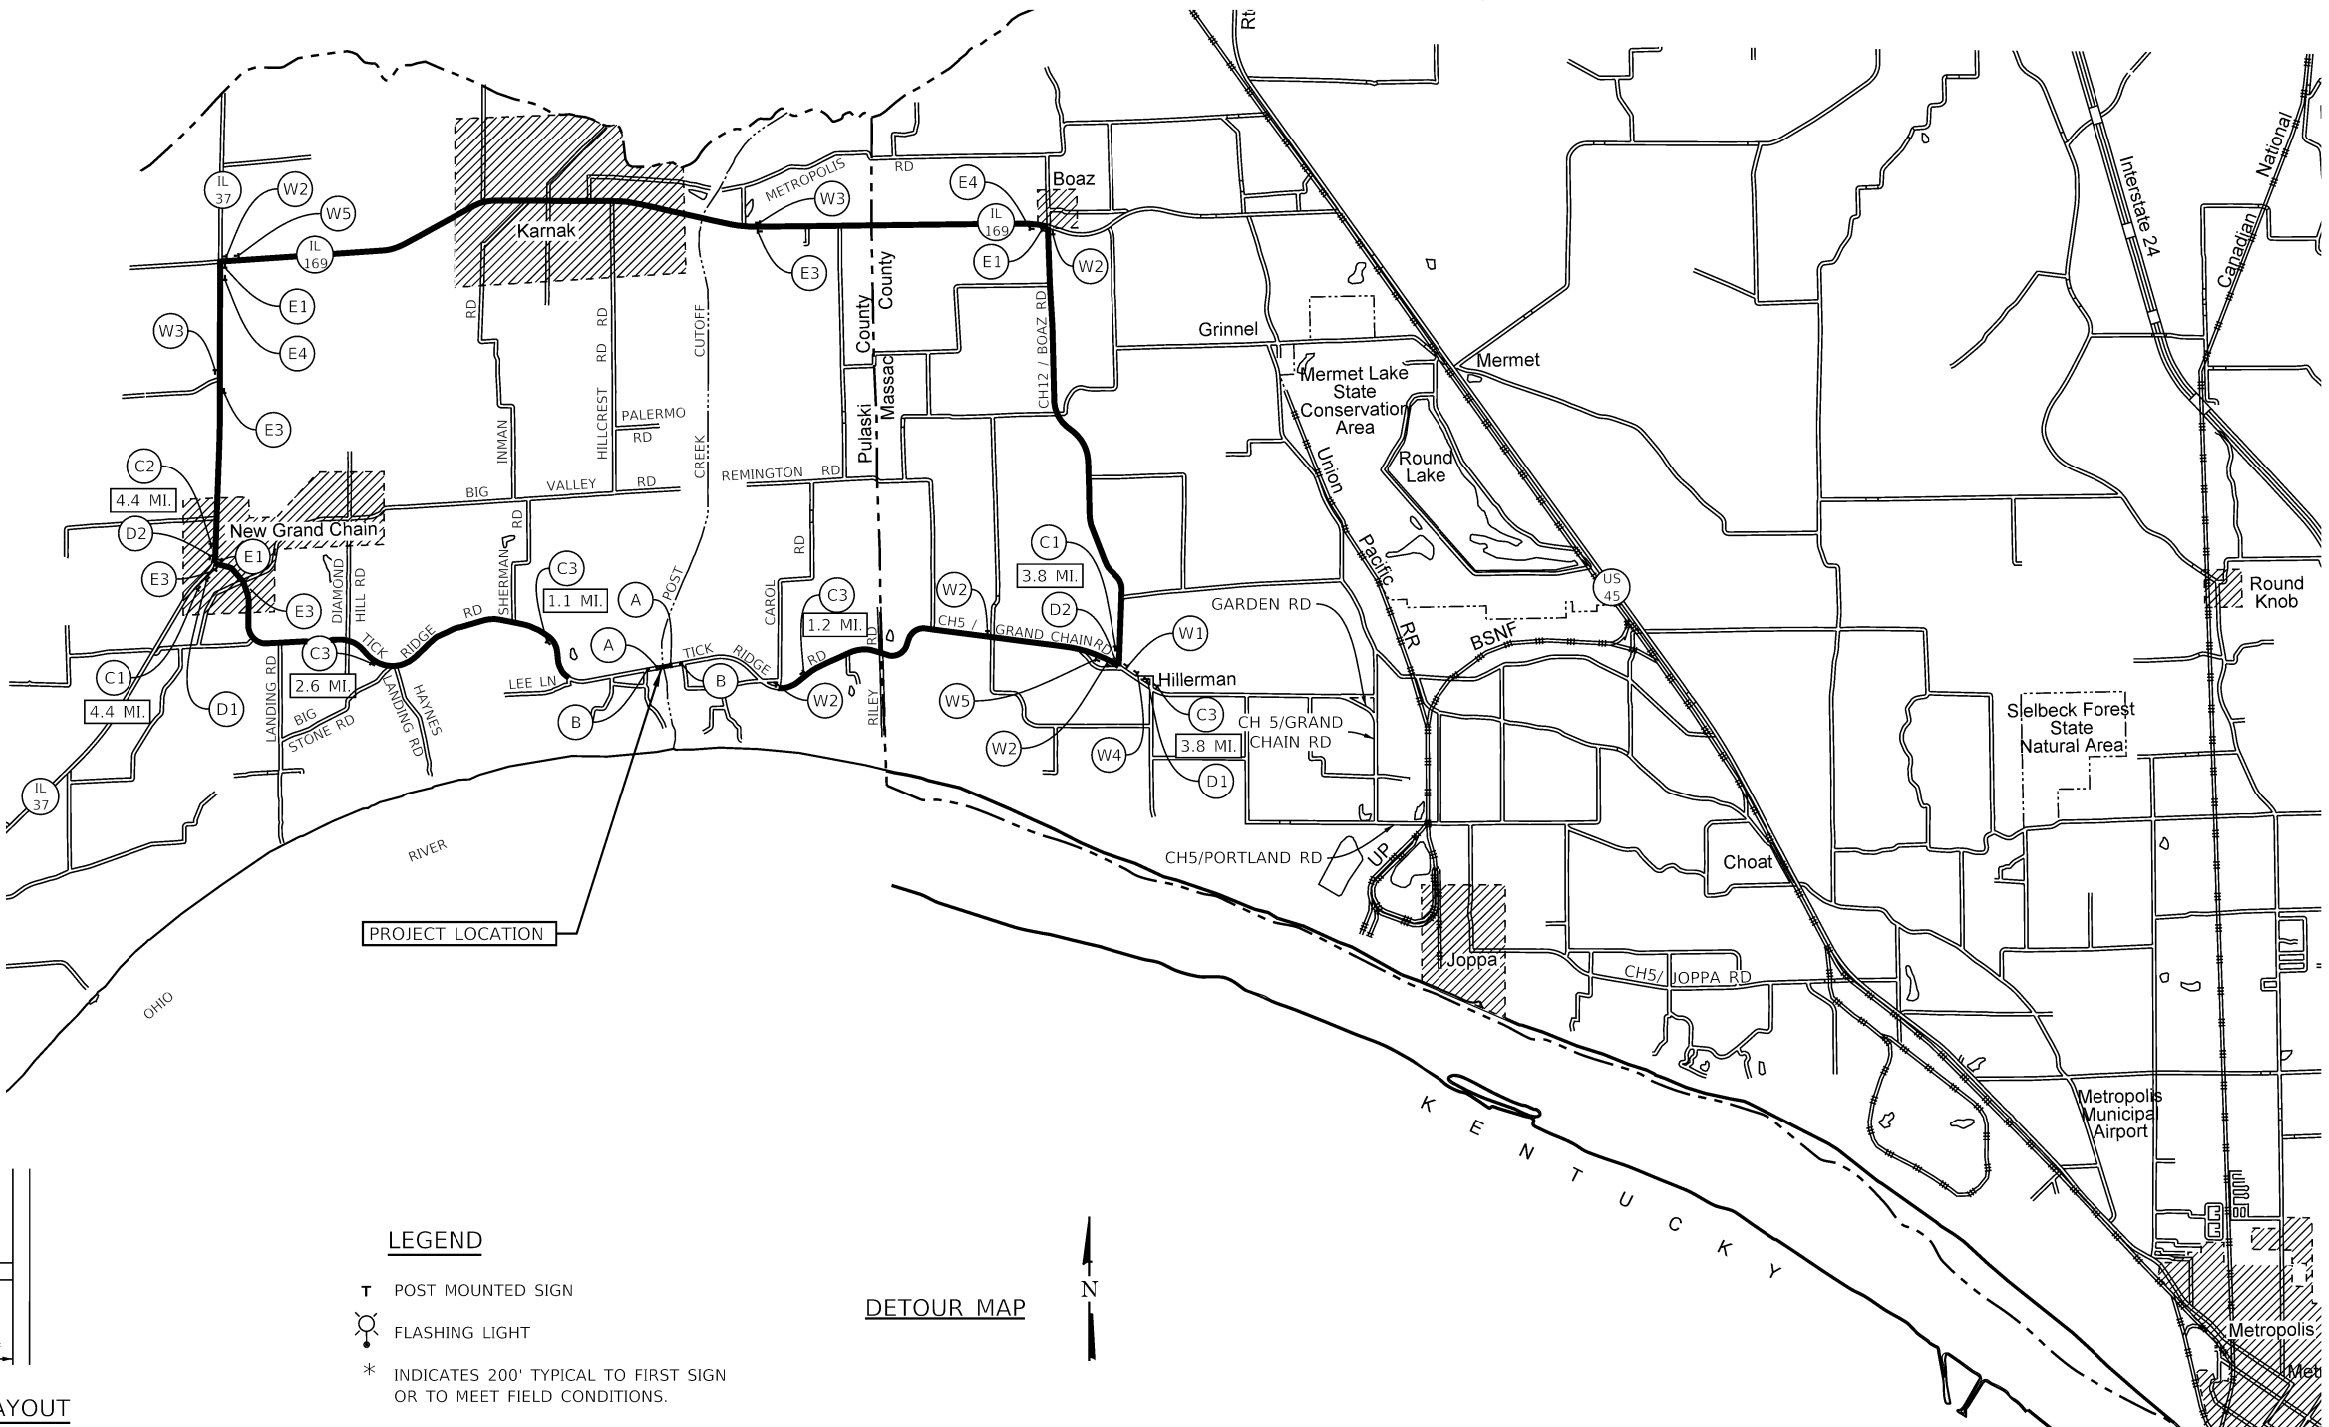 Rt
IL
37
W2
W5
IL
169
E1
E4
W3
E3
Karnak
METROPOLIS
RD
W3
E3
E4
IL
169
E1
W2
Boaz
County
County
Pulaski
Massac
CH12 / BOAZ RD
RD
INMAN
HILLCREST RD RD
PALERMO
RD
CREEK CUTOFF
POST
REMINGTON RD
BIG VALLEY RD
C2
4.4 MI.
D2
New Grand Chain
E1
E3
E3
C1
4.4 MI.
D1
IL
37
DIAMOND
HILL RD
SHERMAN
RD
TICK
RIDGE
RD
C3
2.6 MI.
LANDING RD
BIG
STONE RD
HAYNES
LANDING RD
LEE LN
C3
1.1 MI.
A
A
B
B
TICK
RIDGE
RD
CAROL
RD
C3
1.2 MI.
W2
RILEY
RD
W2
CH5 /
GRAND CHAIN RD
C1
3.8 MI.
D2
W1
W5
W2
W4
Hillerman
C3
3.8 MI.
D1
CH 5/GRAND
CHAIN RD
GARDEN RD
CH5/PORTLAND RD
UP
Joppa
CH5/ JOPPA RD
Choat
Grinnel
Mermet
Mermet Lake
State
Conservation
Area
Round
Lake
Union
Pacific
RR
BSNF
US
45
Interstate 24
Canadian
National
Round
Knob
Sielbeck Forest
State
Natural Area
Metropolis
Municipal
Airport
Metropolis
Met
OHIO
RIVER
PROJECT LOCATION
KENTUCKY
LEGEND
T POST MOUNTED SIGN
FLASHING LIGHT
* INDICATES 200' TYPICAL TO FIRST SIGN
OR TO MEET FIELD CONDITIONS.
DETOUR MAP
N
AYOUT